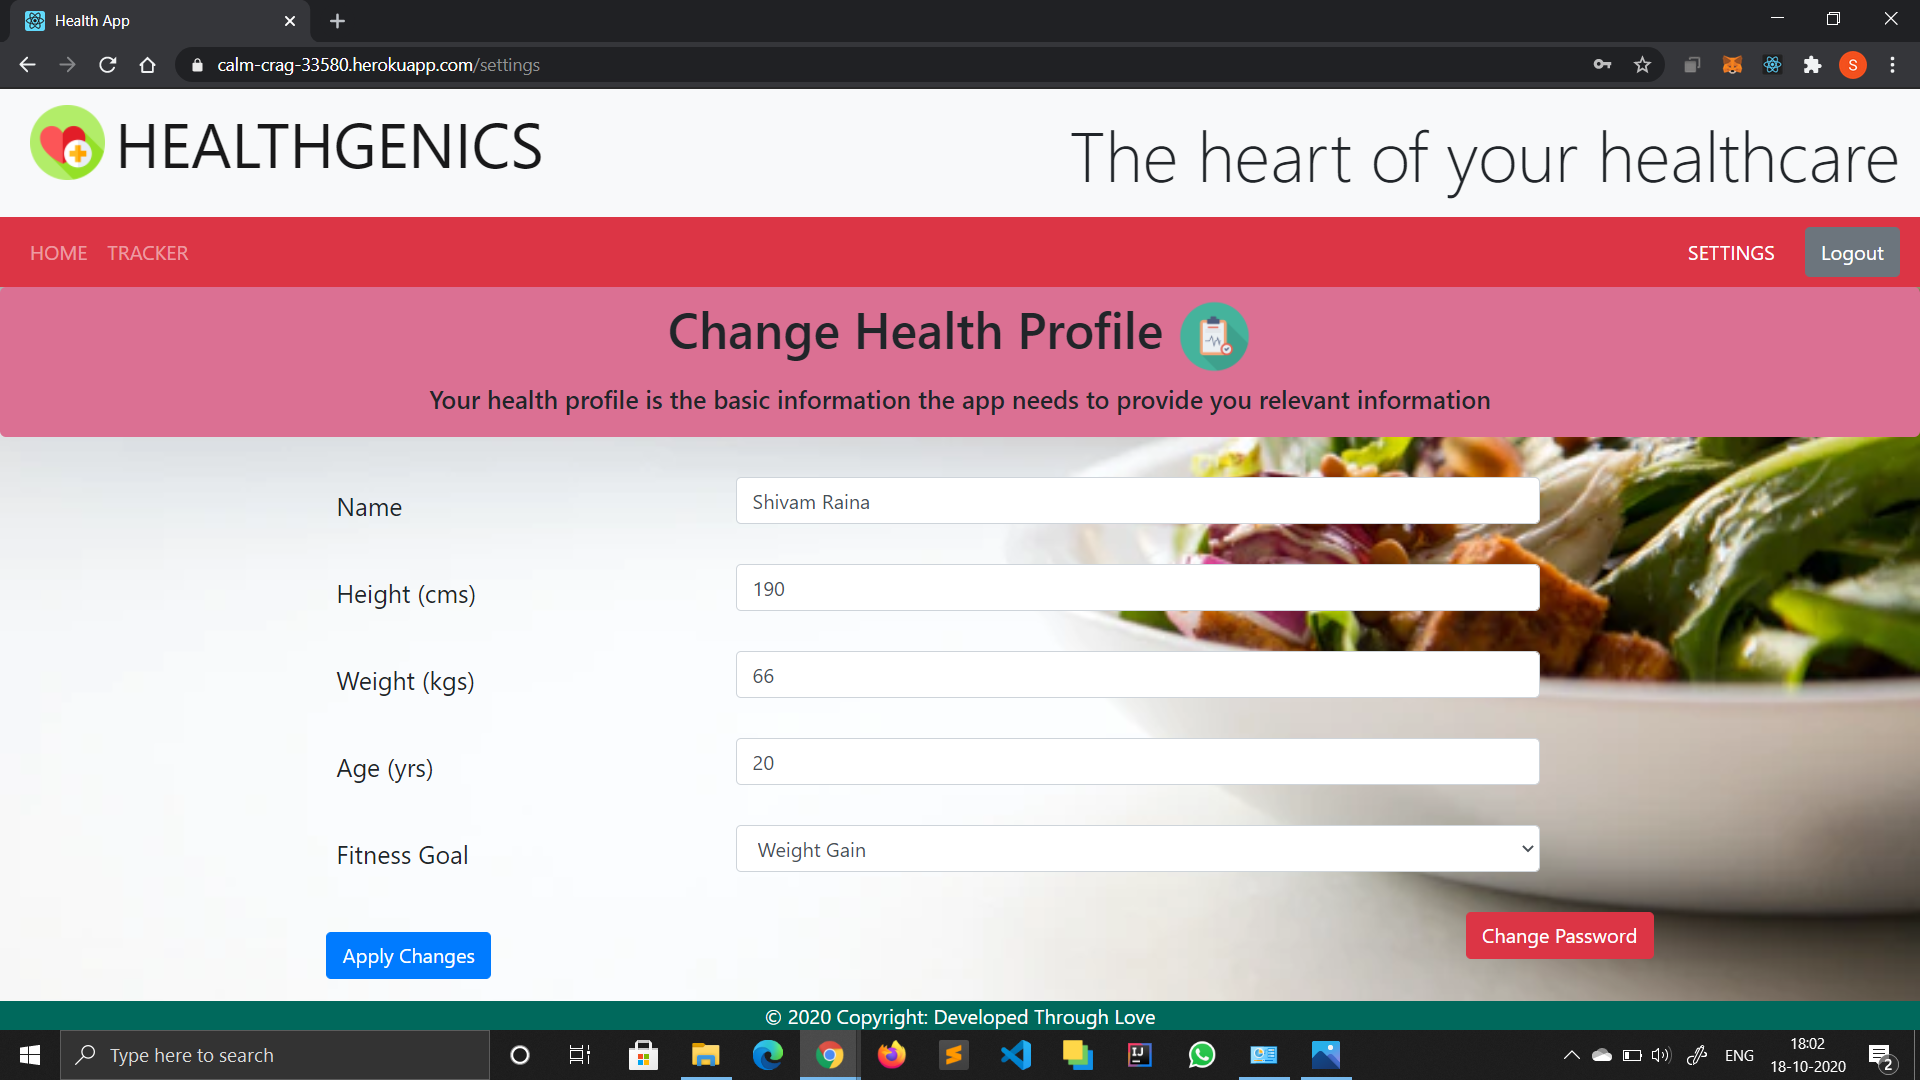 Health App
calm-crag-33580.herokuapp.com/settings
S
HEALTHGENICS
The heart of your healthcare
HOME TRACKER SETTINGS Logout
Change Health Profile
Your health profile is the basic information the app needs to provide you relevant information
Name Shivam Raina
Height (cms) 190
Weight (kgs) 66
Age (yrs) 20
Fitness Goal Weight Gain
Change Password
Apply Changes
© 2020 Copyright: Developed Through Love
Type here to search
IJ
ENG
18:02
18-10-2020
2